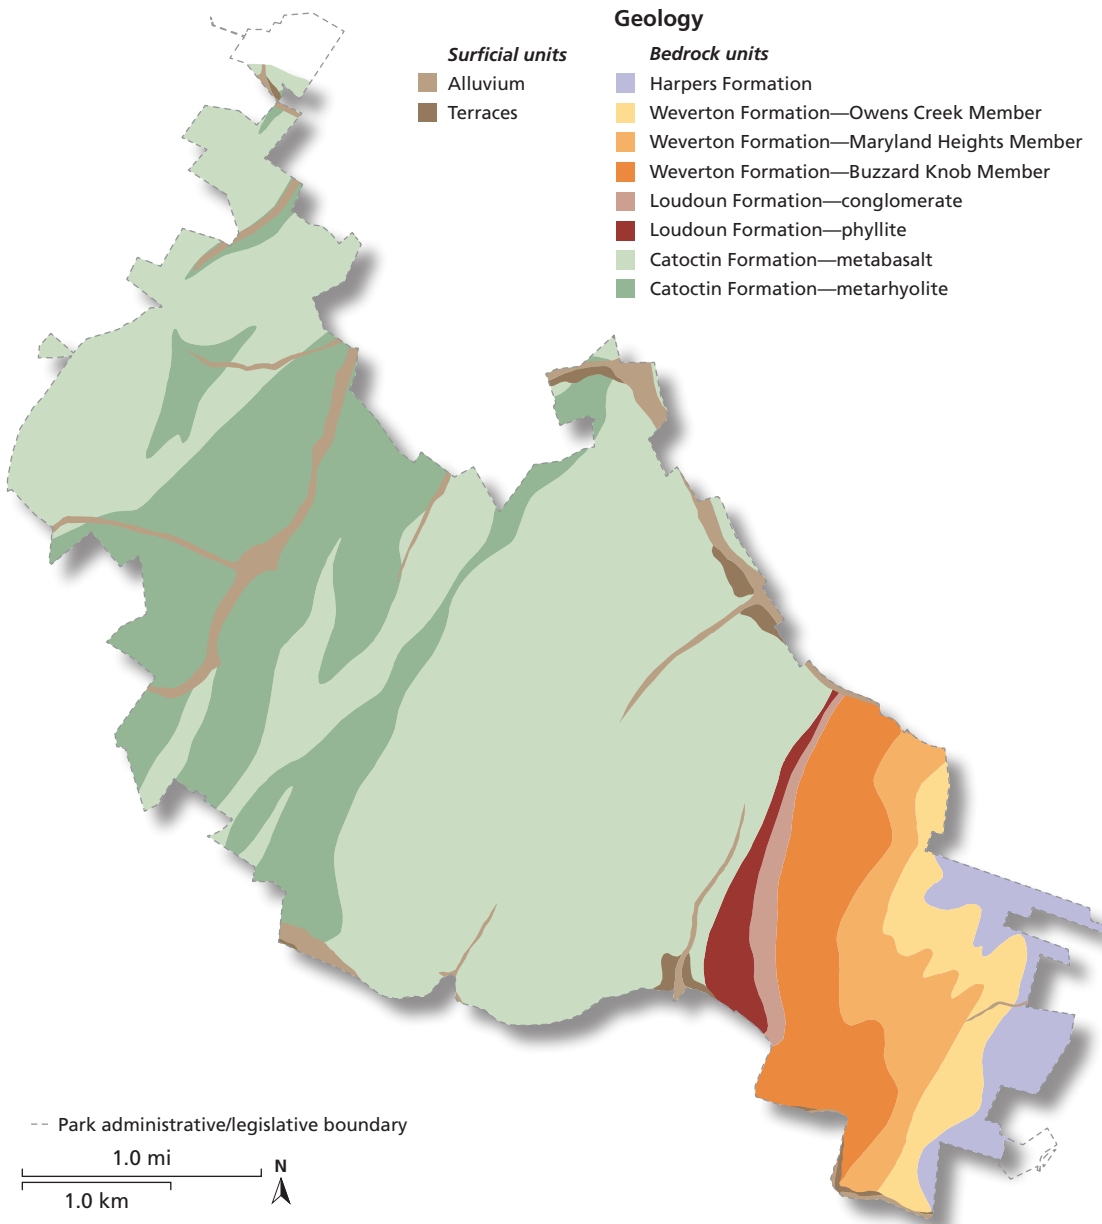 Geology
Surficial units
Alluvium
Terraces
Bedrock units
Harpers Formation
Weverton Formation—Owens Creek Member
Weverton Formation—Maryland Heights Member
Weverton Formation—Buzzard Knob Member
Loudoun Formation—conglomerate
Loudoun Formation—phyllite
Catoctin Formation—metabasalt
Catoctin Formation—metarhyolite
Park administrative/legislative boundary
1.0 mi
1.0 km
N